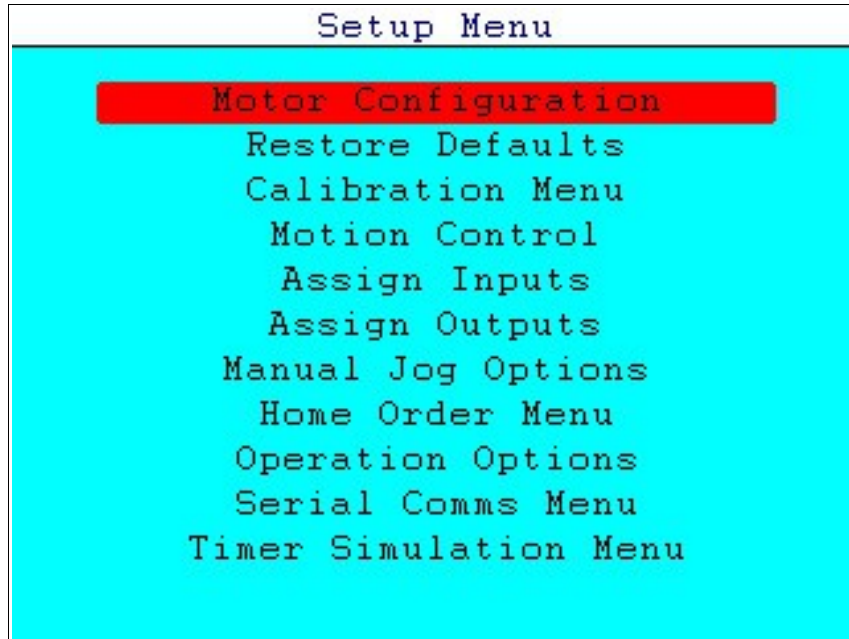 Setup Menu
Motor Configuration
Restore Defaults
Calibration Menu
Motion Control
Assign Inputs
Assign Outputs
Manual Jog Options
Home Order Menu
Operation Options
Serial Comms Menu
Timer Simulation Menu